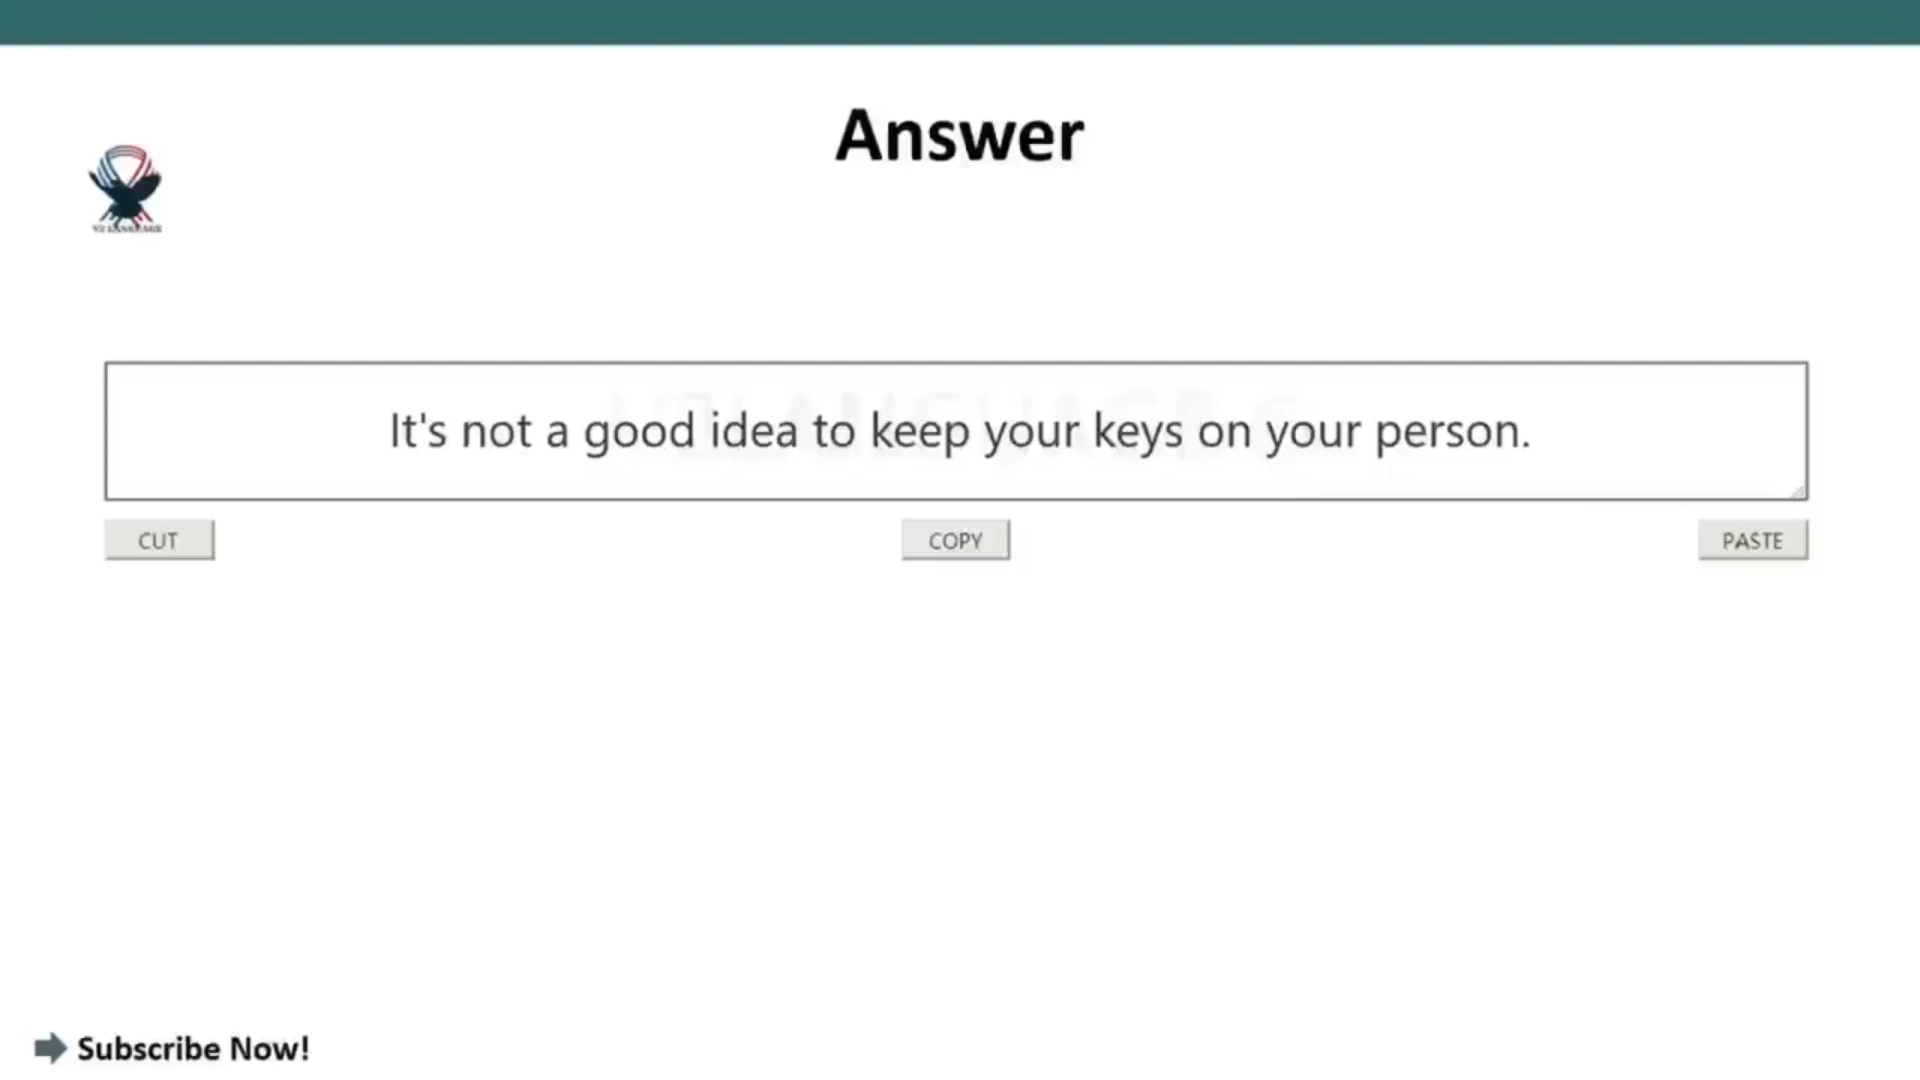 Answer
It's not a good idea to keep your keys on your person.
CUT
COPY
PASTE
Subscribe Now!